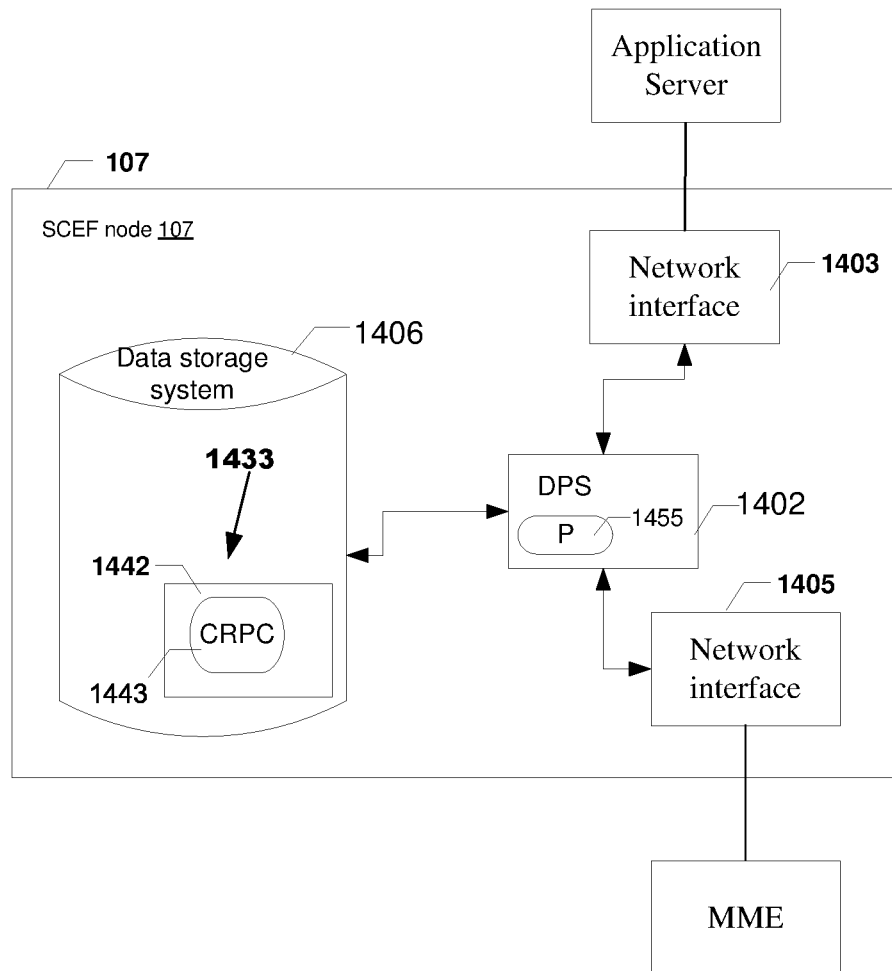 Application
Server
107
SCEF node 107
Network
interface
1403
1406
Data storage
system
1433
DPS
P
1455
1402
1442
CRPC
1443
1405
Network
interface
MME